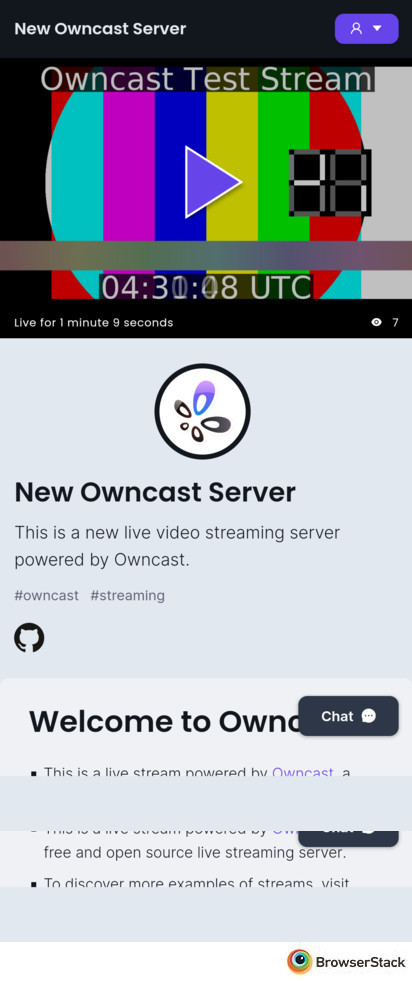 New Owncast Server
Owncast Test Stream
04:31:48 UTC
Live for 1 minute 9 seconds
7
New Owncast Server
This is a new live video streaming server
powered by Owncast.
#owncast #streaming
Welcome to Ownc
Chat
This is a live stream powered by Owncast, a
This is a live stream powered by Ow
Chat
free and open source live streaming server.
To discover more examples of streams, visit
BrowserStack